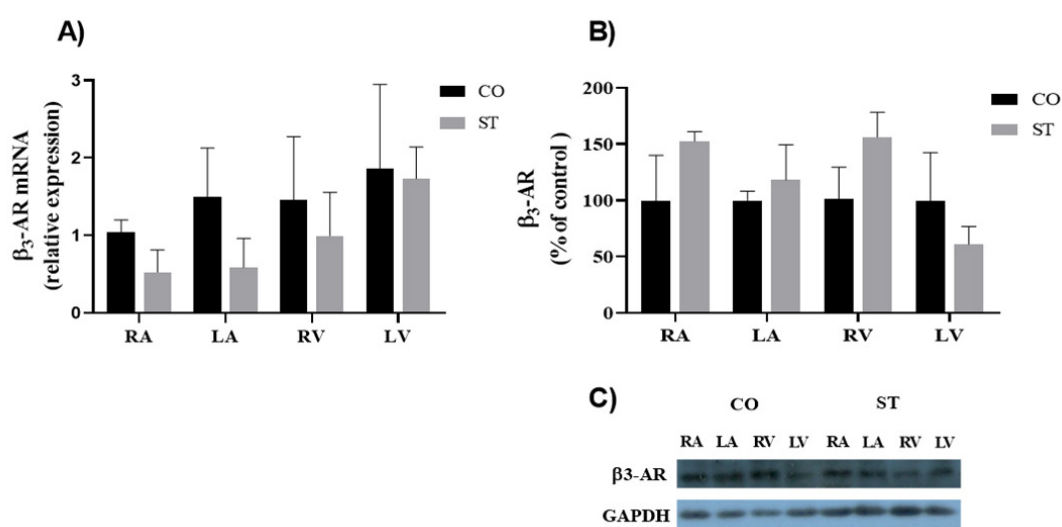 A)
β₃-AR mRNA
(relative expression)
3
2
1
0
RA LA RV LV
CO
ST
B)
β₃-AR
(% of control )
200
150
100
50
0
RA LA RV LV
CO
ST
C)
CO ST
RA LA RV LV RA LA RV LV
β3-AR
GAPDH